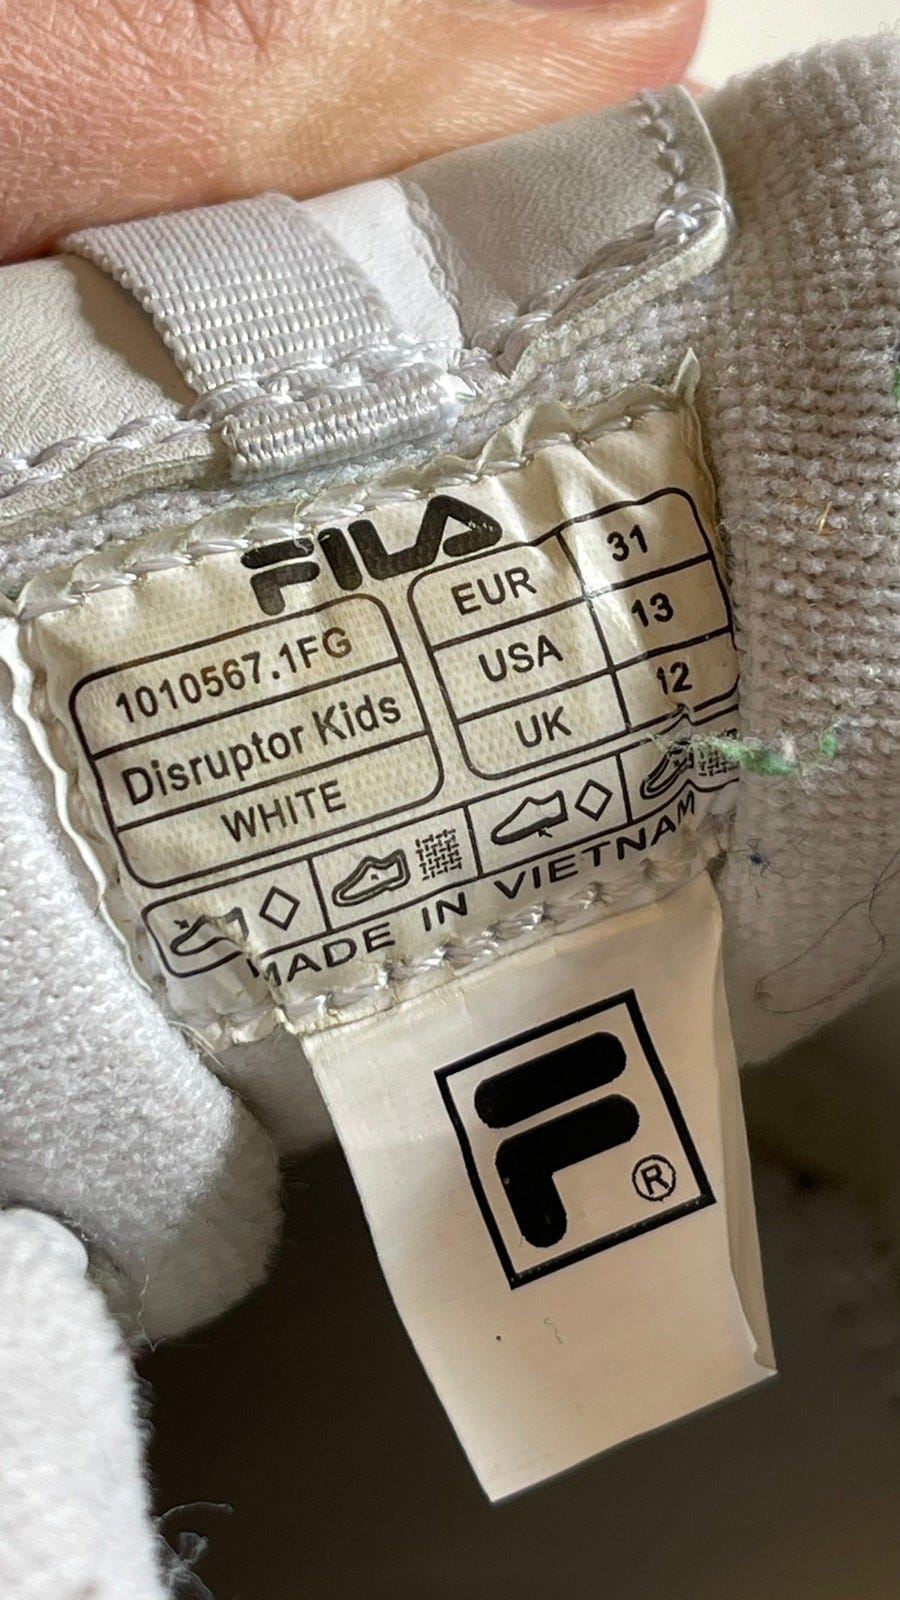 FILA
1010567.1FG
Disruptor Kids
WHITE
EUR 31
USA 13
UK 12
MADE IN VIETNAM
F
®